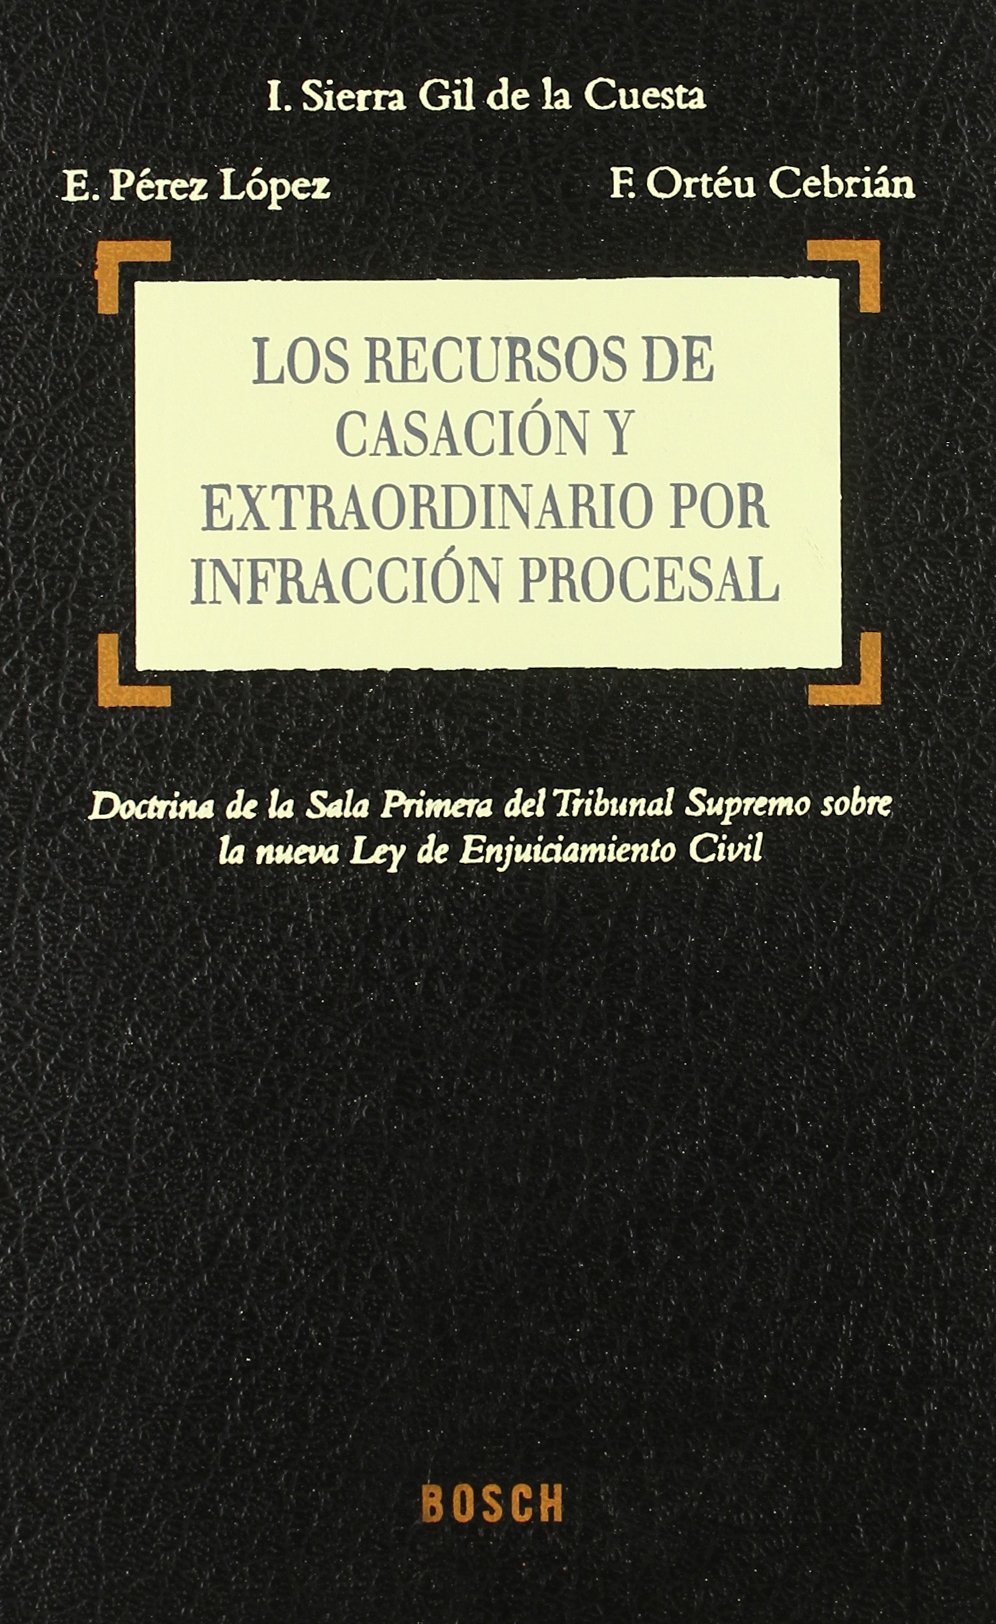 I. Sierra Gil de la Cuesta
E. Pérez López F. Ortéu Cebrián
LOS RECURSOS DE
CASACIÓN Y
EXTRAORDINARIO POR
INFRACCIÓN PROCESAL
Doctrina de la Sala Primera del Tribunal Supremo sobre
la nueva Ley de Enjuiciamiento Civil
BOSCH